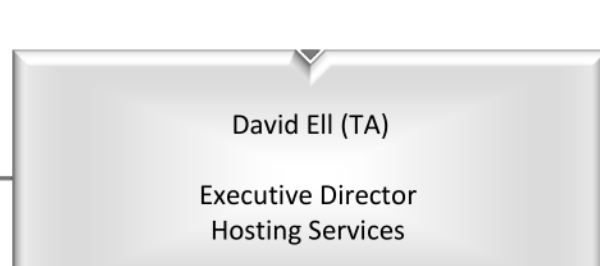 David Ell (TA)
Executive Director
Hosting Services